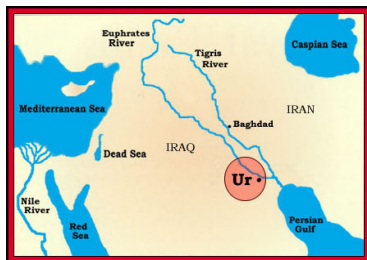 Euphrates
River
Tigris
River
Caspian Sea
Mediterranean Sea
Baghdad
IRAN
IRAQ
Dead Sea
Ur
Nile
River
Red
Sea
Persian
Gulf